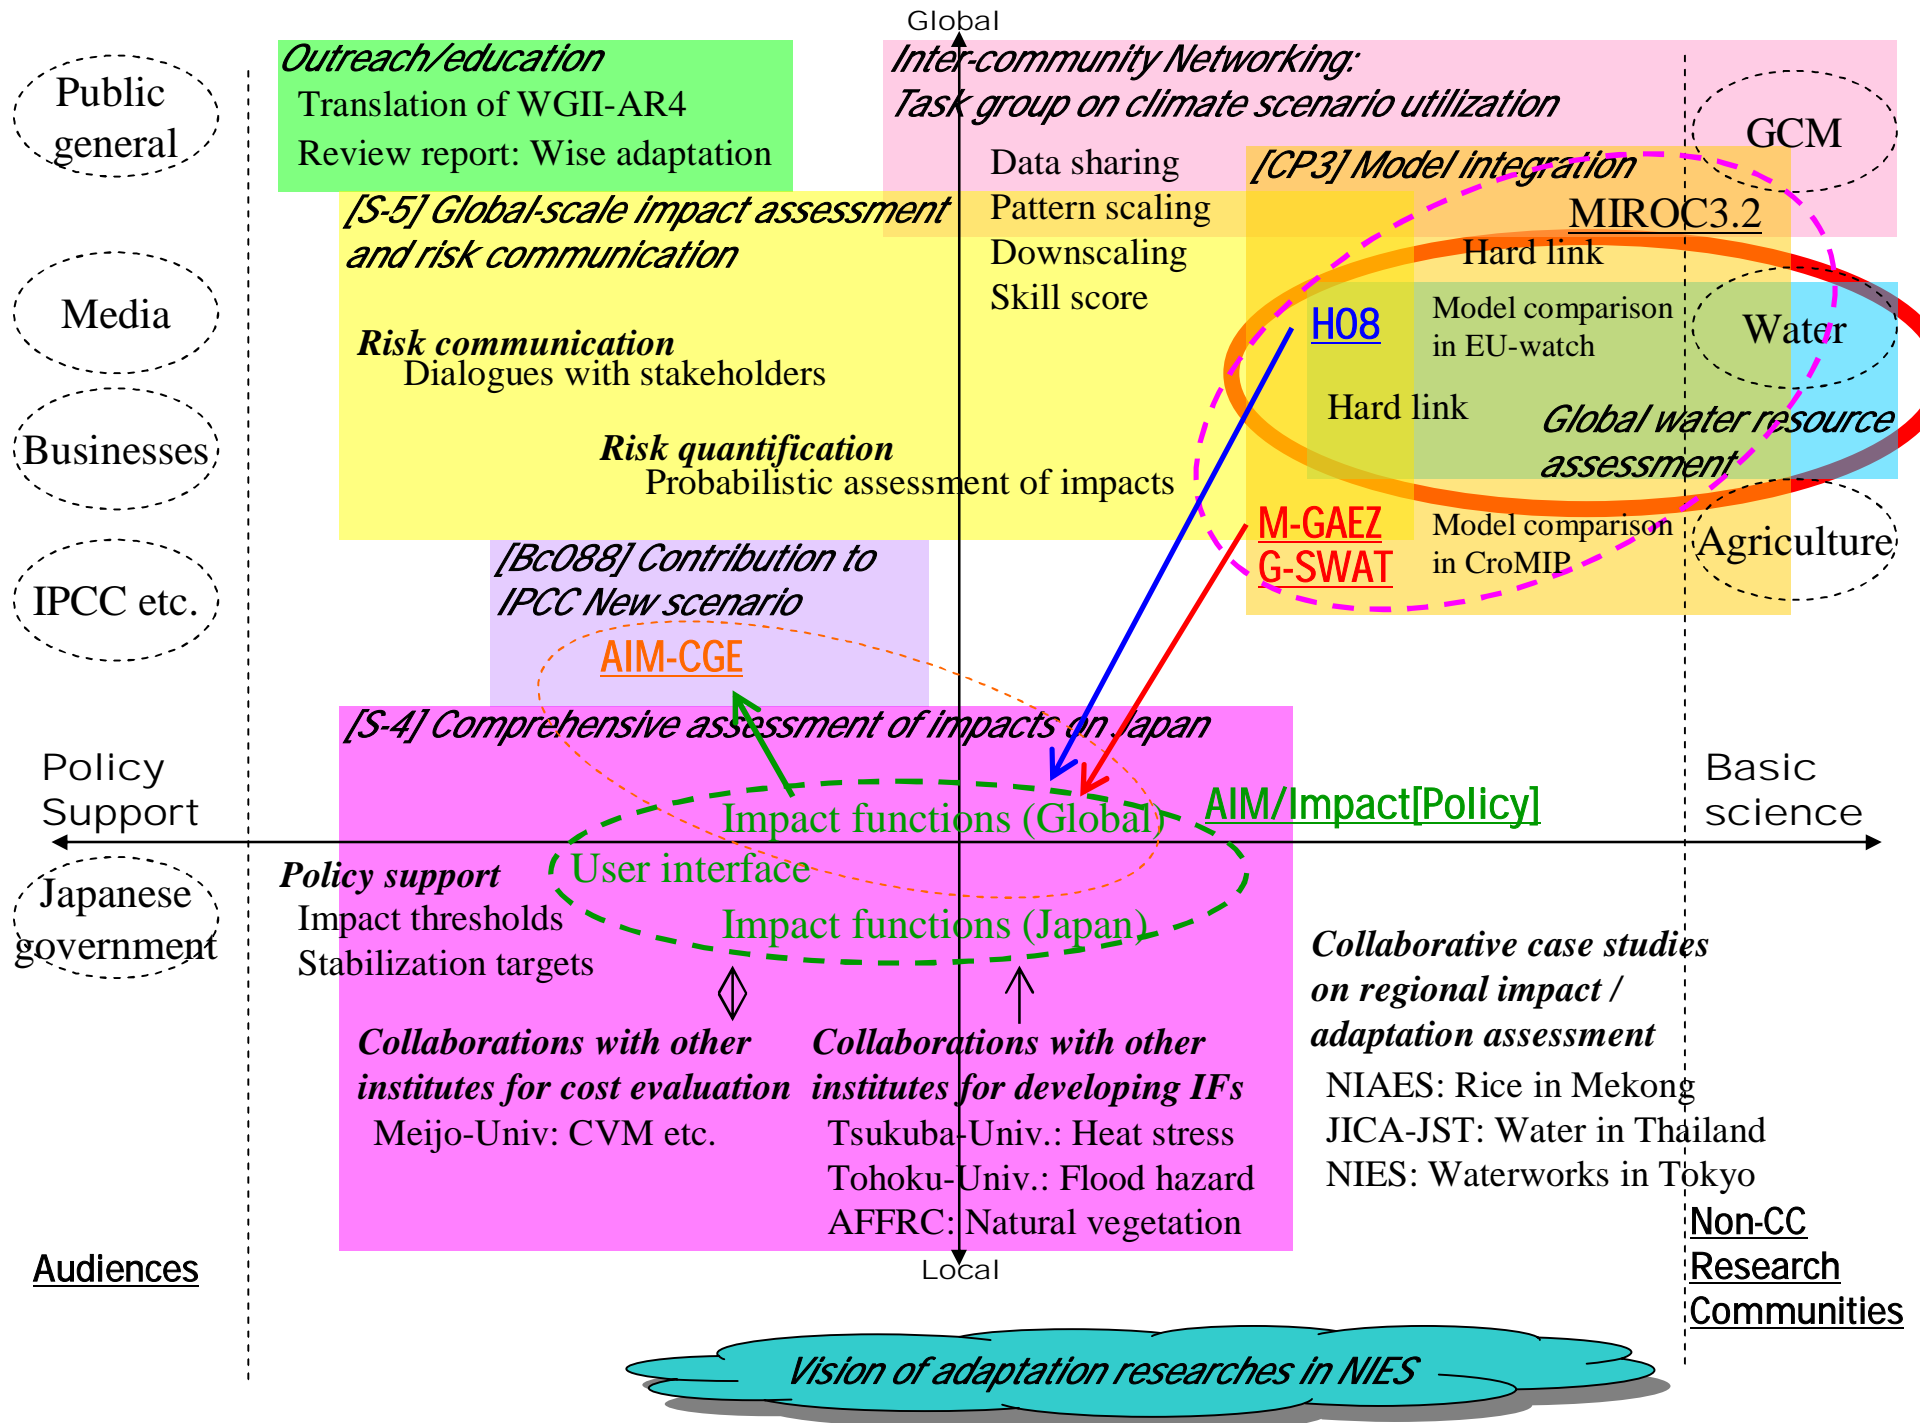 Global
Outreach/education
Translation of WGII-AR4
Review report: Wise adaptation
Inter-community Networking:
Task group on climate scenario utilization
Data sharing
Pattern scaling
Downscaling
Skill score
Public
general
Media
Businesses
IPCC etc.
[S-5] Global-scale impact assessment
and risk communication
Risk communication
Dialogues with stakeholders
Risk quantification
Probabilistic assessment of impacts
[CP3] Model integration
MIROC3.2
Hard link
H08
Model comparison
in EU-watch
Hard link
Global water resource
assessment
M-GAEZ
G-SWAT
Model comparison
in CroMIP
GCM
Water
Agriculture
[Bc088] Contribution to
IPCC New scenario
AIM-CGE
[S-4] Comprehensive assessment of impacts on Japan
Policy
Support
Basic
science
Impact functions (Global)
AIM/Impact[Policy]
User interface
Impact functions (Japan)
Japanese
government
Policy support
Impact thresholds
Stabilization targets
Collaborations with other
institutes for cost evaluation
Meijo-Univ: CVM etc.
Collaborations with other
institutes for developing IFs
Tsukuba-Univ.: Heat stress
Tohoku-Univ.: Flood hazard
AFFRC: Natural vegetation
Collaborative case studies
on regional impact /
adaptation assessment
NIAES: Rice in Mekong
JICA-JST: Water in Thailand
NIES: Waterworks in Tokyo
Audiences
Local
Non-CC
Research
Communities
Vision of adaptation researches in NIES